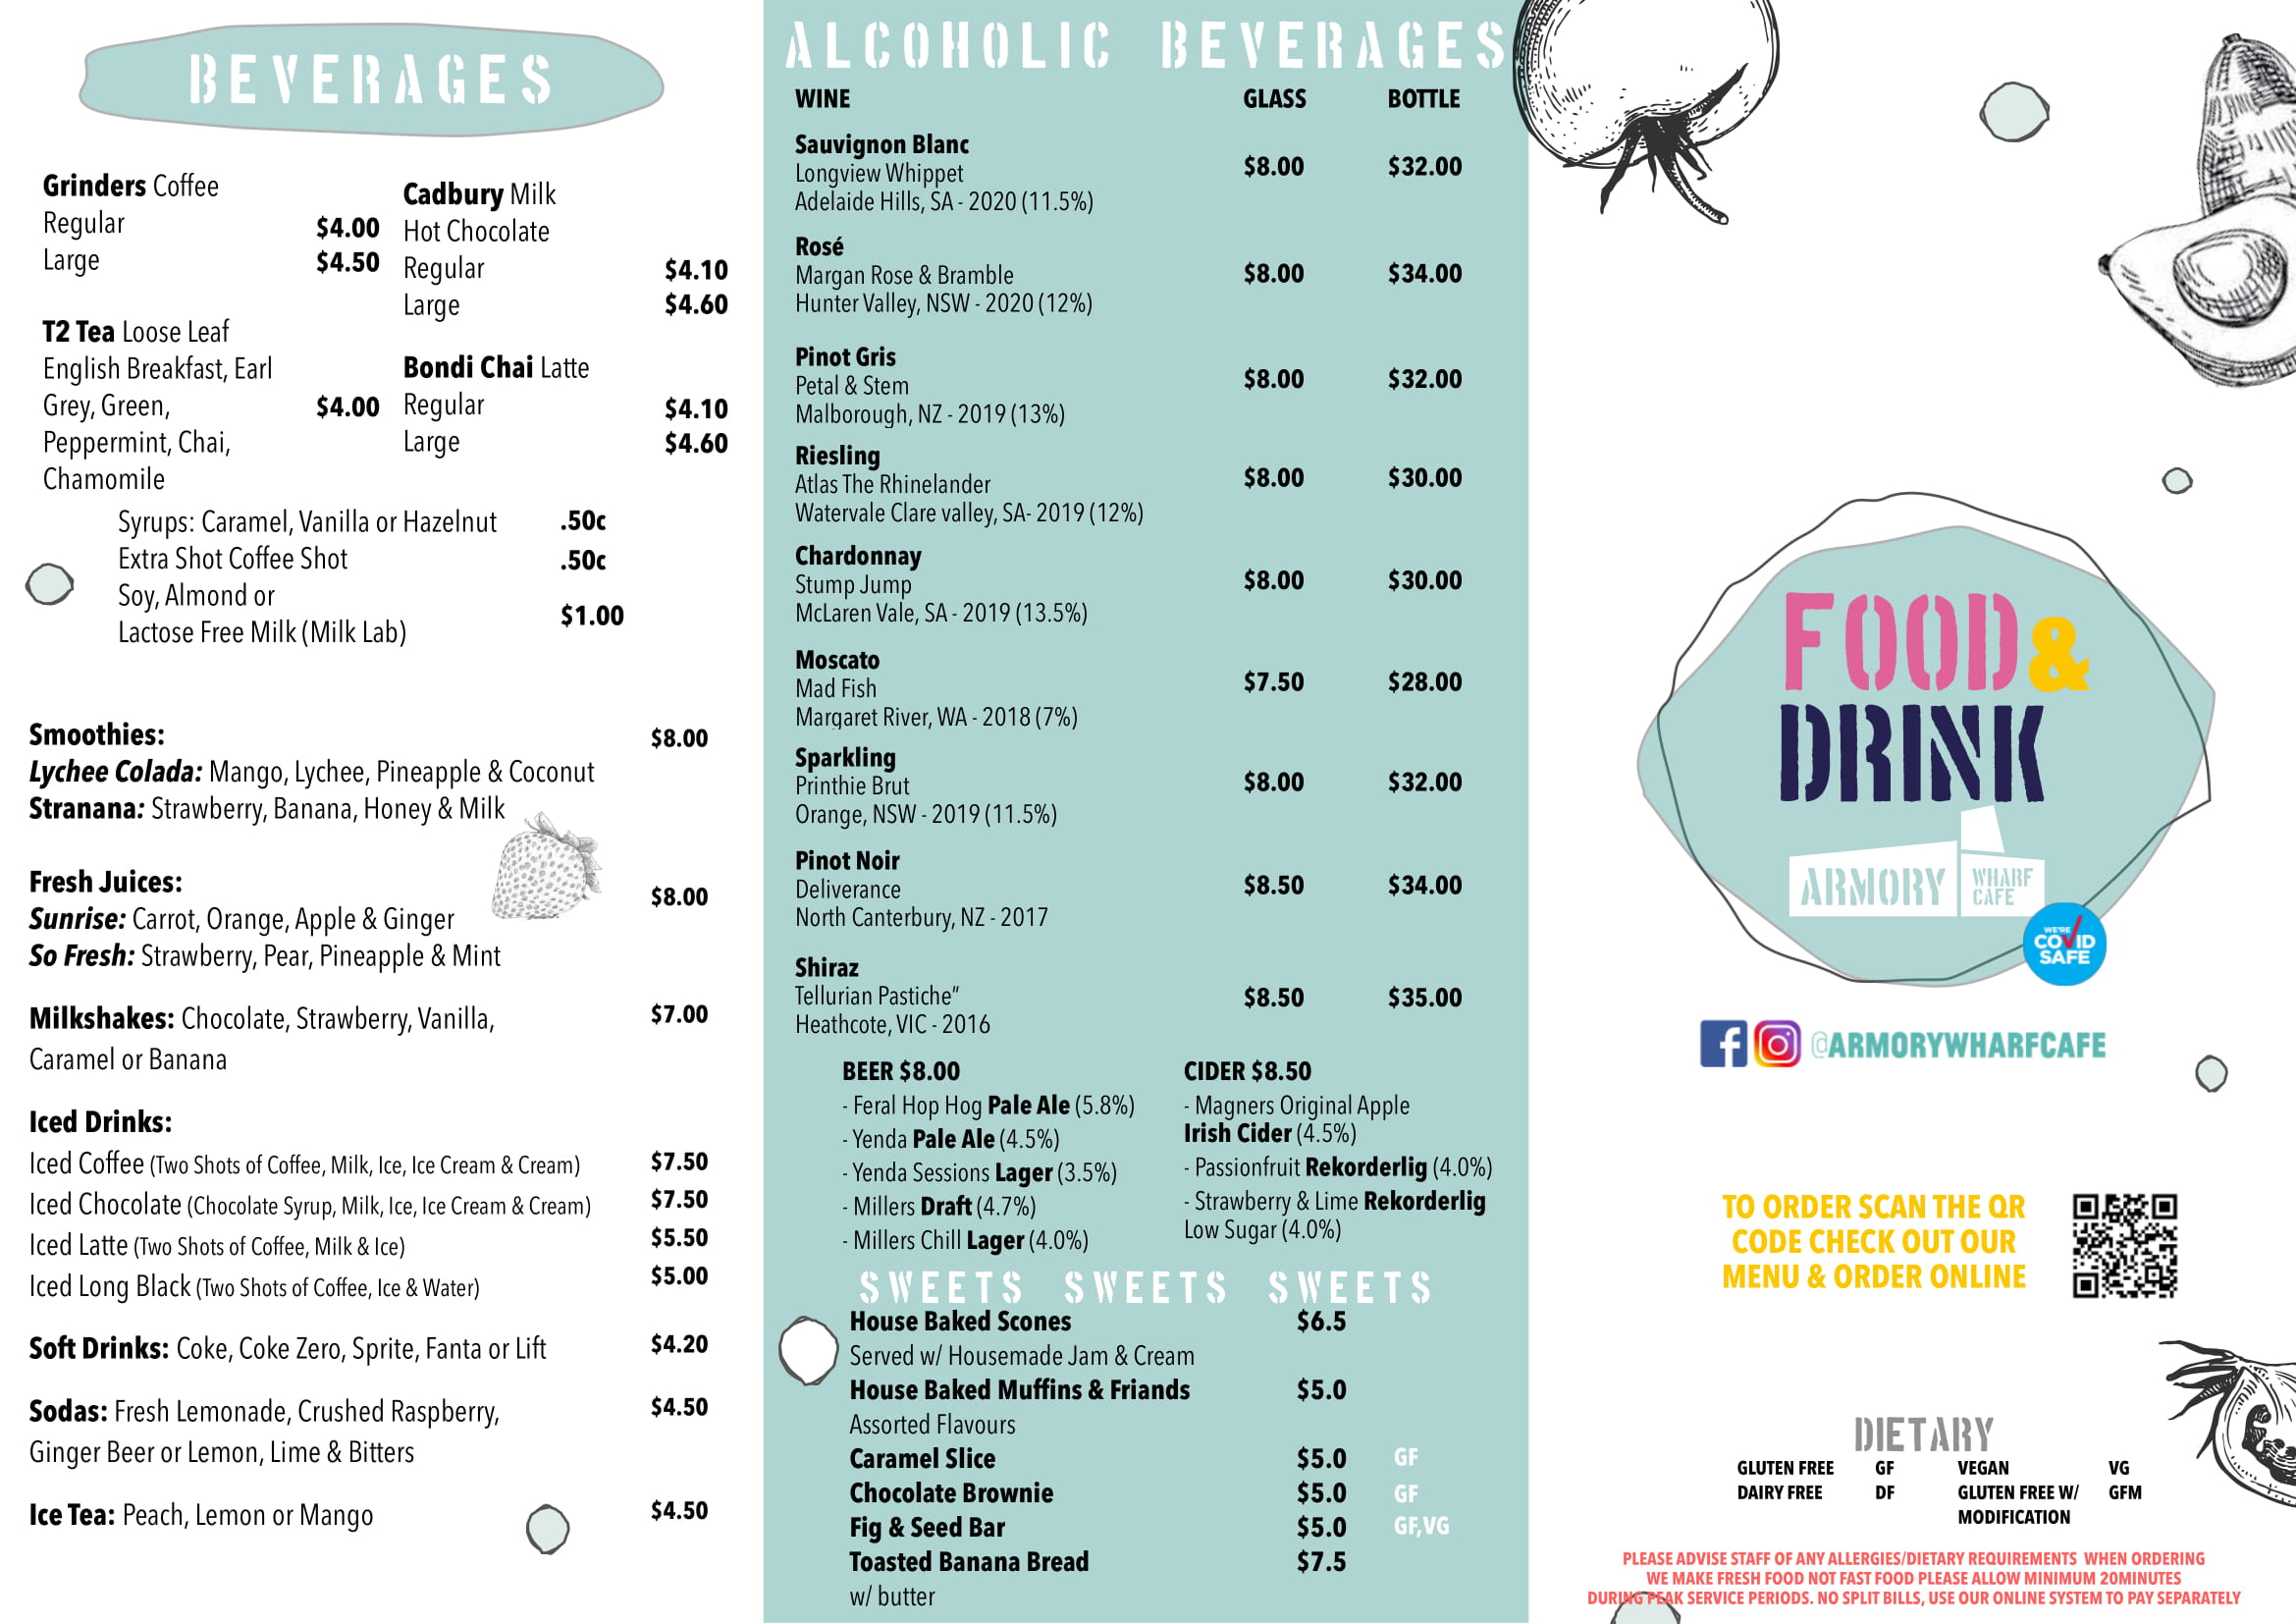 BEVERAGES
Grinders Coffee
Regular $4.00
Large $4.50
T2 Tea Loose Leaf
English Breakfast, Earl
Grey, Green, $4.00
Peppermint, Chai,
Chamomile
Cadbury Milk
Hot Chocolate
Regular $4.10
Large $4.60
Bondi Chai Latte
Regular $4.10
Large $4.60
Syrups: Caramel, Vanilla or Hazelnut .50c
Extra Shot Coffee Shot .50c
Soy, Almond or
Lactose Free Milk (Milk Lab) $1.00
Smoothies: $8.00
Lychee Colada: Mango, Lychee, Pineapple & Coconut
Stranana: Strawberry, Banana, Honey & Milk
Fresh Juices: $8.00
Sunrise: Carrot, Orange, Apple & Ginger
So Fresh: Strawberry, Pear, Pineapple & Mint
Milkshakes: Chocolate, Strawberry, Vanilla, $7.00
Caramel or Banana
Iced Drinks:
Iced Coffee (Two Shots of Coffee, Milk, Ice, Ice Cream & Cream) $7.50
Iced Chocolate (Chocolate Syrup, Milk, Ice, Ice Cream & Cream) $7.50
Iced Latte (Two Shots of Coffee, Milk & Ice) $5.50
Iced Long Black (Two Shots of Coffee, Ice & Water) $5.00
Soft Drinks: Coke, Coke Zero, Sprite, Fanta or Lift $4.20
Sodas: Fresh Lemonade, Crushed Raspberry, $4.50
Ginger Beer or Lemon, Lime & Bitters
Ice Tea: Peach, Lemon or Mango $4.50
ALCOHOLIC BEVERAGES
WINE GLASS BOTTLE
Sauvignon Blanc
Longview Whippet $8.00 $32.00
Adelaide Hills, SA - 2020 (11.5%)
Rosé
Margan Rose & Bramble $8.00 $34.00
Hunter Valley, NSW - 2020 (12%)
Pinot Gris
Petal & Stem $8.00 $32.00
Malborough, NZ - 2019 (13%)
Riesling
Atlas The Rhinelander $8.00 $30.00
Watervale Clare valley, SA- 2019 (12%)
Chardonnay
Stump Jump $8.00 $30.00
McLaren Vale, SA - 2019 (13.5%)
Moscato
Mad Fish $7.50 $28.00
Margaret River, WA - 2018 (7%)
Sparkling
Printhie Brut $8.00 $32.00
Orange, NSW - 2019 (11.5%)
Pinot Noir
Deliverance $8.50 $34.00
North Canterbury, NZ - 2017
Shiraz
Tellurian Pastiche” $8.50 $35.00
Heathcote, VIC - 2016
BEER $8.00
- Feral Hop Hog Pale Ale (5.8%)
- Yenda Pale Ale (4.5%)
- Yenda Sessions Lager (3.5%)
- Millers Draft (4.7%)
- Millers Chill Lager (4.0%)
CIDER $8.50
- Magners Original Apple
Irish Cider (4.5%)
- Passionfruit Rekorderlig (4.0%)
- Strawberry & Lime Rekorderlig
Low Sugar (4.0%)
SWEETS SWEETS SWEETS
House Baked Scones $6.5
Served w/ Housemade Jam & Cream
House Baked Muffins & Friands $5.0
Assorted Flavours
Caramel Slice $5.0 GF
Chocolate Brownie $5.0 GF
Fig & Seed Bar $5.0 GF,VG
Toasted Banana Bread $7.5
w/ butter
FOOD &
DRINK
ARMORY WHARF
CAFE
WE'RE
COVID
SAFE
@ARMORYWHARFCAFE
TO ORDER SCAN THE QR
CODE CHECK OUT OUR
MENU & ORDER ONLINE
DIETARY
GLUTEN FREE GF VEGAN VG
DAIRY FREE DF GLUTEN FREE W/ GFM
MODIFICATION
PLEASE ADVISE STAFF OF ANY ALLERGIES/DIETARY REQUIREMENTS WHEN ORDERING
WE MAKE FRESH FOOD NOT FAST FOOD PLEASE ALLOW MINIMUM 20MINUTES
DURING PEAK SERVICE PERIODS. NO SPLIT BILLS, USE OUR ONLINE SYSTEM TO PAY SEPARATELY